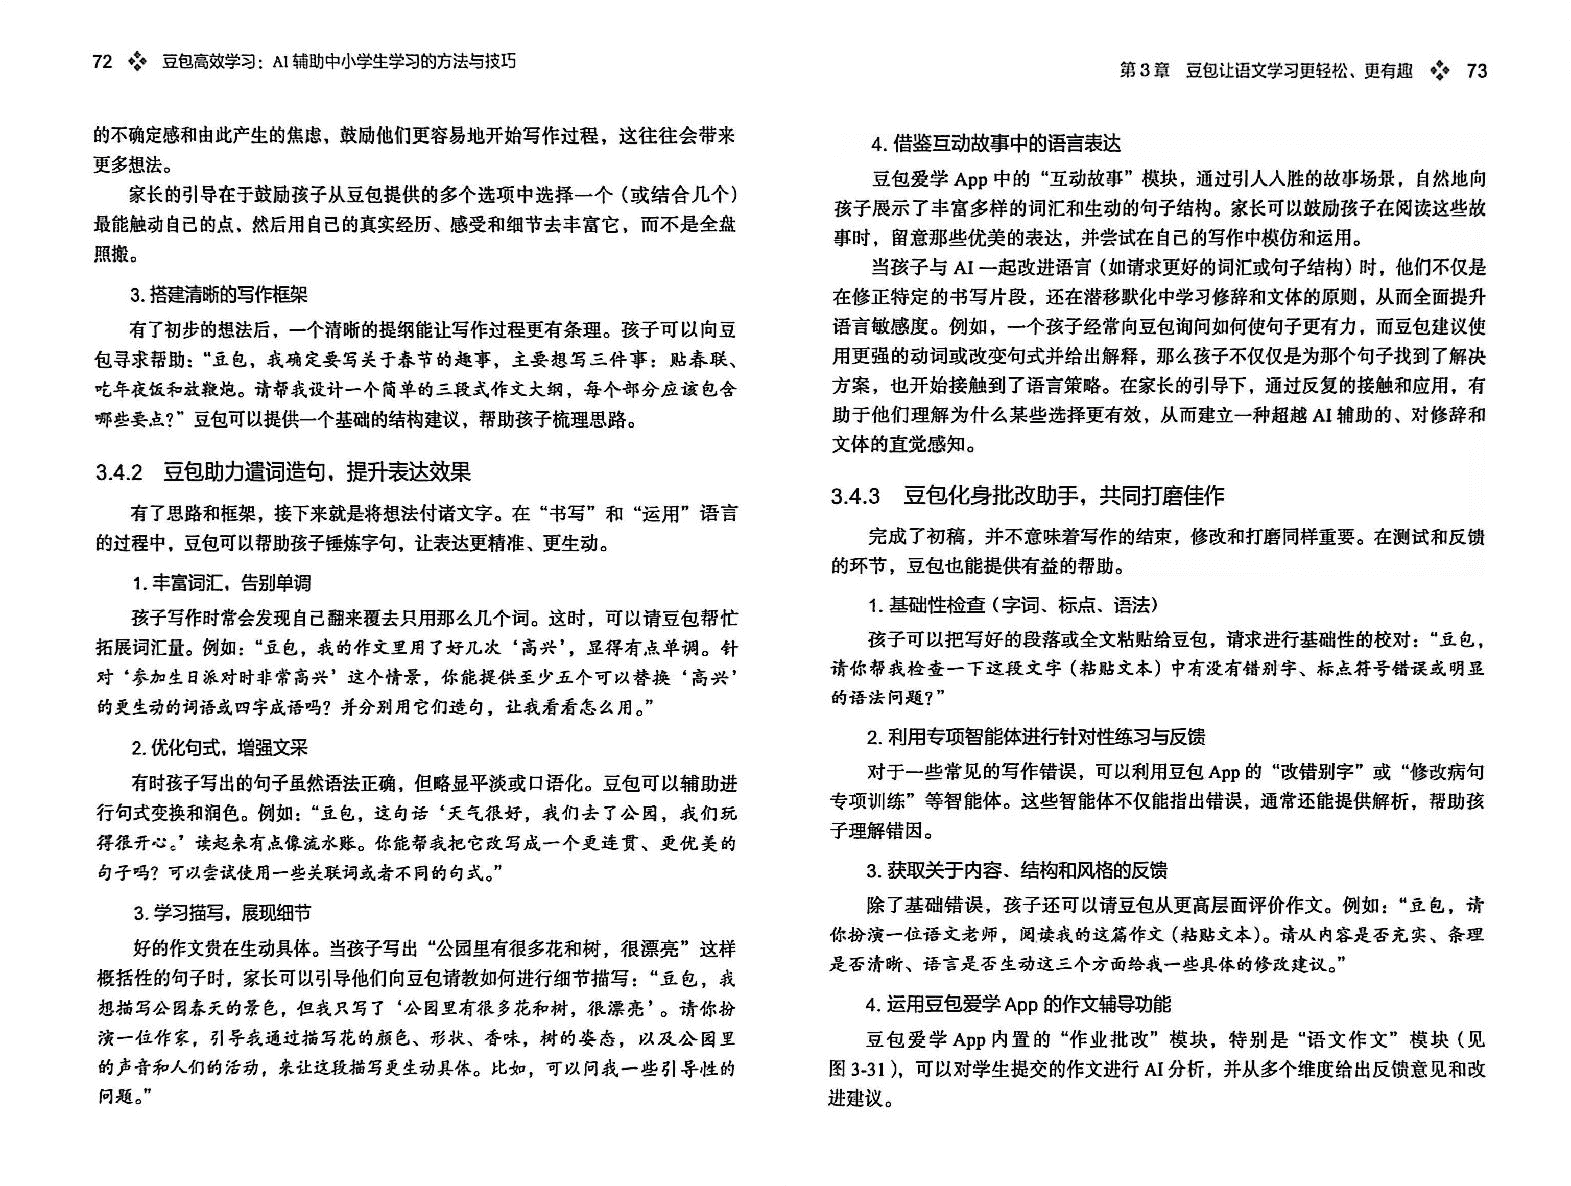 72 豆包高效学习：AI 辅助中小学生学习的方法与技巧
的不确定感和由此产生的焦虑，鼓励他们更容易地开始写作过程，这往往会带来
更多想法。
家长的引导在于鼓励孩子从豆包提供的多个选项中选择一个（或结合几个）
最能触动自己的点，然后用自己的真实经历、感受和细节去丰富它，而不是全盘
照搬。
3. 搭建清晰的写作框架
有了初步的想法后，一个清晰的提纲能让写作过程更有条理。孩子可以向豆
包寻求帮助：“豆包，我确定要写关于春节的趣事，主要想写三件事：贴春联、
吃年夜饭和放鞭炮。请帮我设计一个简单的三段式作文大纲，每个部分应该包含
哪些要点？”豆包可以提供一个基础的结构建议，帮助孩子梳理思路。
3.4.2 豆包助力遣词造句，提升表达效果
有了思路和框架，接下来就是将想法付诸文字。在“书写”和“运用”语言
的过程中，豆包可以帮助孩子锤炼字句，让表达更精准、更生动。
1. 丰富词汇，告别单调
孩子写作时常会发现自己翻来覆去只用那么几个词。这时，可以请豆包帮忙
拓展词汇量。例如：“豆包，我的作文里用了好几次‘高兴’，显得有点单调。针
对‘参加生日派对时非常高兴’这个情景，你能提供至少五个可以替换‘高兴’
的更生动的词语或四字成语吗？并分别用它们造句，让我看看怎么用。”
2. 优化句式，增强文采
有时孩子写出的句子虽然语法正确，但略显平淡或口语化。豆包可以辅助进
行句式变换和润色。例如：“豆包，这句话‘天气很好，我们去了公园，我们玩
得很开心。’读起来有点像流水账。你能帮我把它改写成一个更连贯、更优美的
句子吗？可以尝试使用一些关联词或者不同的句式。”
3. 学习描写，展现细节
好的作文贵在生动具体。当孩子写出“公园里有很多花和树，很漂亮”这样
概括性的句子时，家长可以引导他们向豆包请教如何进行细节描写：“豆包，我
想描写公园春天的景色，但我只写了‘公园里有很多花和树，很漂亮’。请你扮
演一位作家，引导我通过描写花的颜色、形状、香味，树的姿态，以及公园里
的声音和人们的活动，来让这段描写更生动具体。比如，可以问我一些引导性的
问题。”
第 3 章 豆包让语文学习更轻松、更有趣 73
4. 借鉴互动故事中的语言表达
豆包爱学 App 中的“互动故事”模块，通过引人入胜的故事场景，自然地向
孩子展示了丰富多样的词汇和生动的句子结构。家长可以鼓励孩子在阅读这些故
事时，留意那些优美的表达，并尝试在自己的写作中模仿和运用。
当孩子与 AI 一起改进语言（如请求更好的词汇或句子结构）时，他们不仅是
在修正特定的书写片段，还在潜移默化中学习修辞和文体的原则，从而全面提升
语言敏感度。例如，一个孩子经常向豆包询问如何使句子更有力，而豆包建议使
用更强的动词或改变句式并给出解释，那么孩子不仅仅是为那个句子找到了解决
方案，也开始接触到了语言策略。在家长的引导下，通过反复的接触和应用，有
助于他们理解为什么某些选择更有效，从而建立一种超越 AI 辅助的、对修辞和
文体的直觉感知。
3.4.3 豆包化身批改助手，共同打磨佳作
完成了初稿，并不意味着写作的结束，修改和打磨同样重要。在测试和反馈
的环节，豆包也能提供有益的帮助。
1. 基础性检查（字词、标点、语法）
孩子可以把写好的段落或全文粘贴给豆包，请求进行基础性的校对：“豆包，
请你帮我检查一下这段文字（粘贴文本）中有没有错别字、标点符号错误或明显
的语法问题？”
2. 利用专项智能体进行针对性练习与反馈
对于一些常见的写作错误，可以利用豆包 App 的“改错别字”或“修改病句
专项训练”等智能体。这些智能体不仅能指出错误，通常还能提供解析，帮助孩
子理解错因。
3. 获取关于内容、结构和风格的反馈
除了基础错误，孩子还可以请豆包从更高层面评价作文。例如：“豆包，请
你扮演一位语文老师，阅读我的这篇作文（粘贴文本）。请从内容是否充实、条理
是否清晰、语言是否生动这三个方面给我一些具体的修改建议。”
4. 运用豆包爱学 App 的作文辅导功能
豆包爱学 App 内置的“作业批改”模块，特别是“语文作文”模块（见
图 3-31），可以对学生提交的作文进行 AI 分析，并从多个维度给出反馈意见和改
进建议。